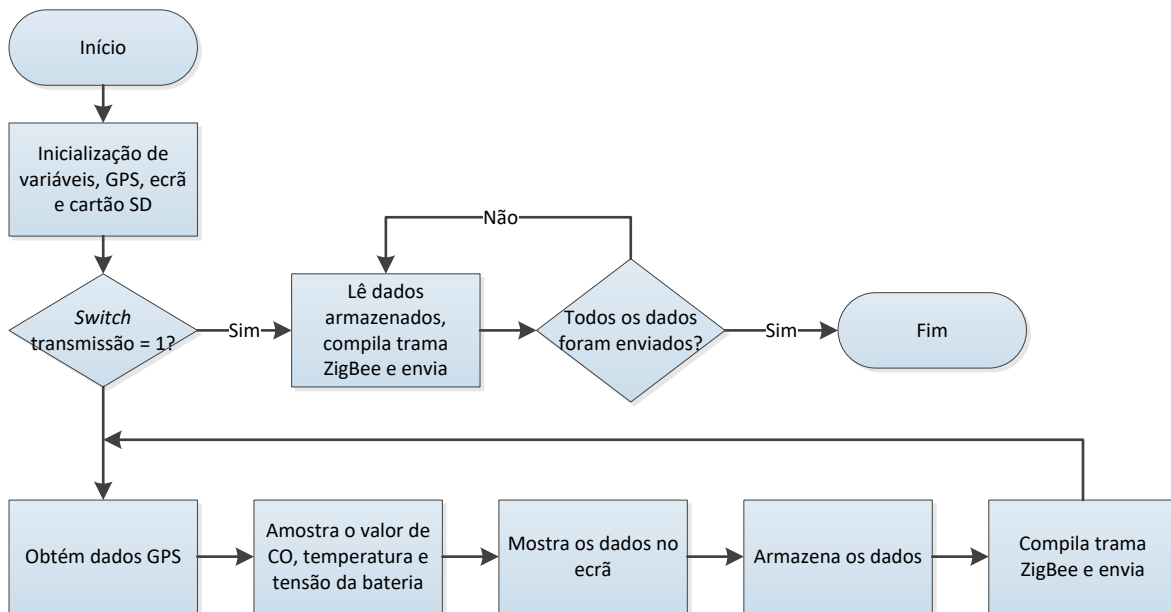 Início
Inicialização de
variáveis, GPS, ecrã
e cartão SD
Não
Switch
transmissão = 1?
Sim
Lê dados
armazenados,
compila trama
ZigBee e envia
Todos os dados
foram enviados?
Sim
Fim
Obtém dados GPS
Amostra o valor de
CO, temperatura e
tensão da bateria
Mostra os dados no
ecrã
Armazena os dados
Compila trama
ZigBee e envia